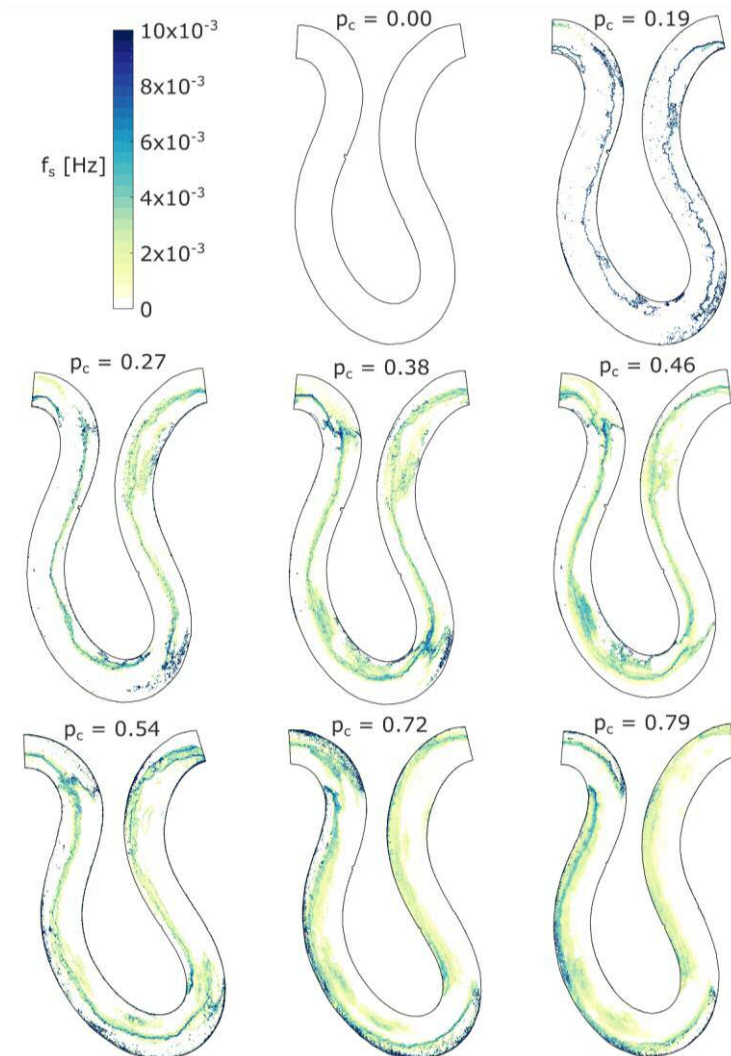 10x10⁻³
8x10⁻³
6x10⁻³
4x10⁻³
2x10⁻³
0
fₛ [Hz]
p_c = 0.00
p_c = 0.19
p_c = 0.27
p_c = 0.38
p_c = 0.46
p_c = 0.54
p_c = 0.72
p_c = 0.79